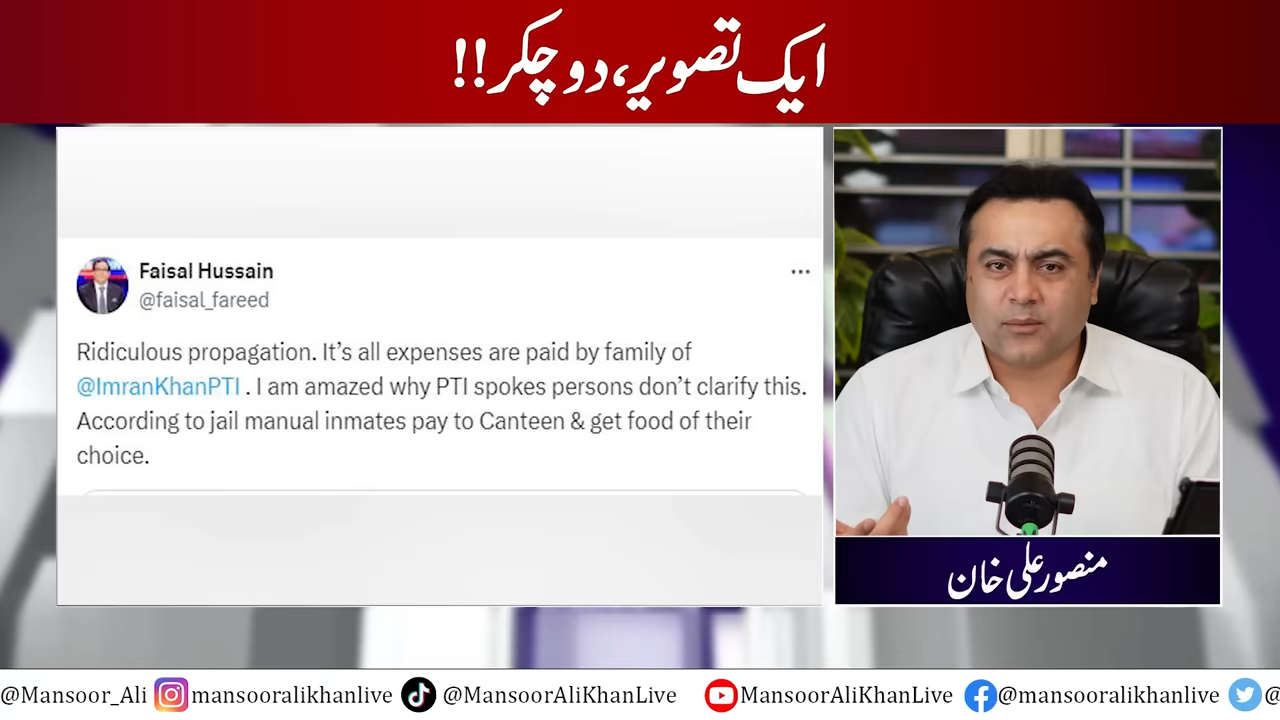 ایک تصویر، دو چکر!!
Faisal Hussain
@faisal_fareed
Ridiculous propagation. It’s all expenses are paid by family of
@ImranKhanPTI . I am amazed why PTI spokes persons don’t clarify this.
According to jail manual inmates pay to Canteen & get food of their
choice.
منصور علی خان
@Mansoor_Ali mansooralikhanlive @MansoorAliKhanLive MansoorAliKhanLive @mansooralikhanlive @